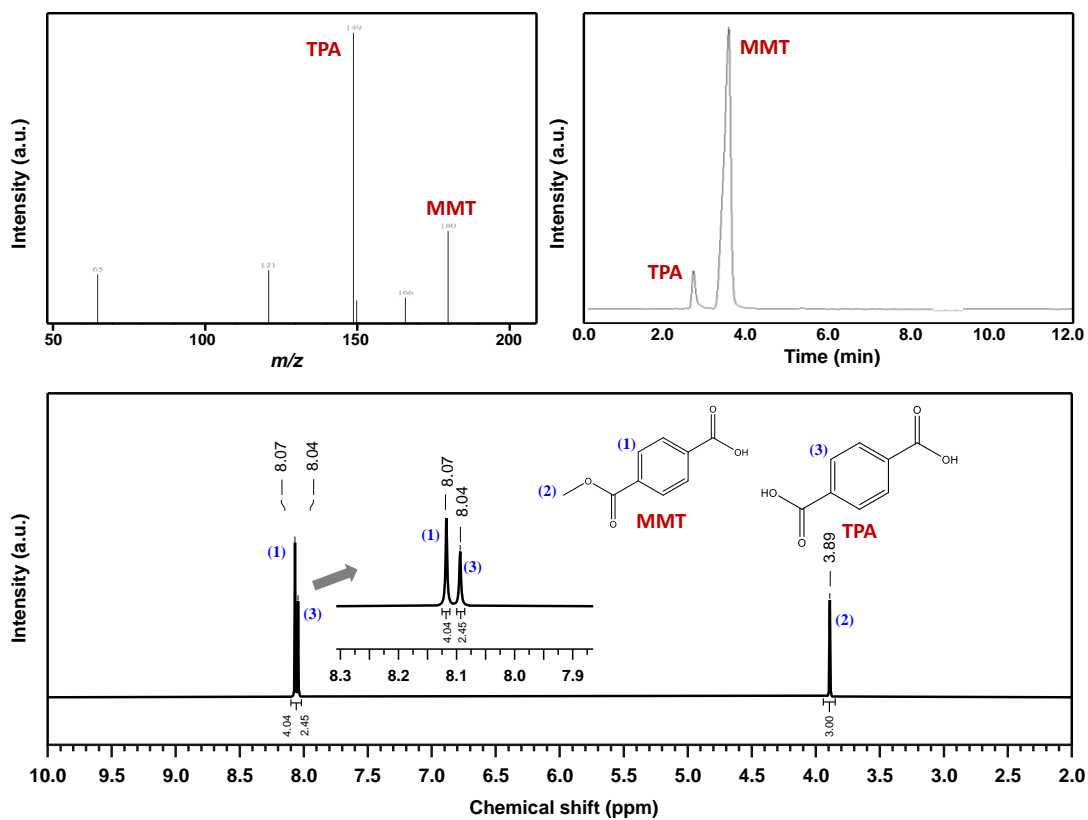 149
TPA
MMT
180
121
65
166
Intensity (a.u.)
50
100
150
200
m/z
MMT
TPA
Intensity (a.u.)
2.0
4.0
6.0
8.0
10.0
12.0
0.0
Time (min)
8.07
8.04
(1)
(3)
8.07
8.04
(1)
(3)
4.04
2.45
8.3
8.2
8.1
8.0
7.9
(1)
(2)
O
OH
O
O
MMT
(3)
O
OH
HO
O
TPA
3.89
(2)
4.04
2.45
3.00
Intensity (a.u.)
10.0
9.5
9.0
8.5
8.0
7.5
7.0
6.5
6.0
5.5
5.0
4.5
4.0
3.5
3.0
2.5
2.0
Chemical shift (ppm)